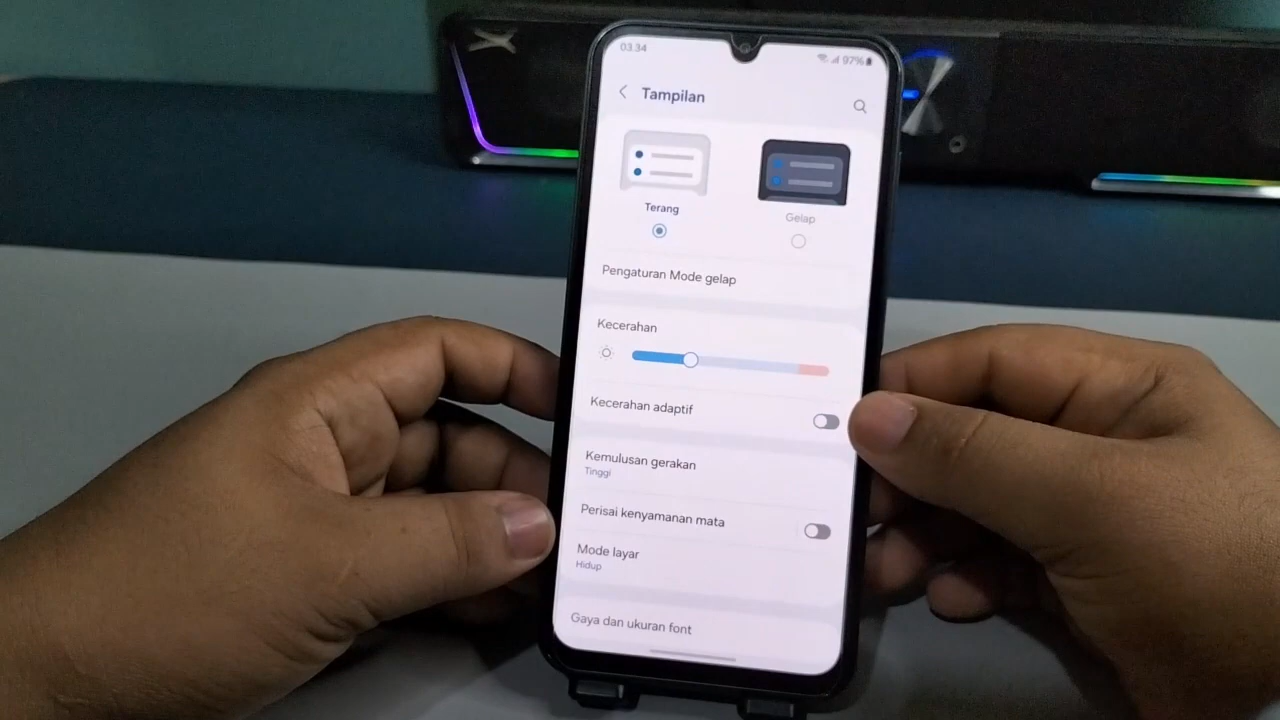 03.34
97%
Tampilan
Terang
Gelap
Pengaturan Mode gelap
Kecerahan
Kecerahan adaptif
Kemulusan gerakan
Tinggi
Perisai kenyamanan mata
Mode layar
Hidup
Gaya dan ukuran font